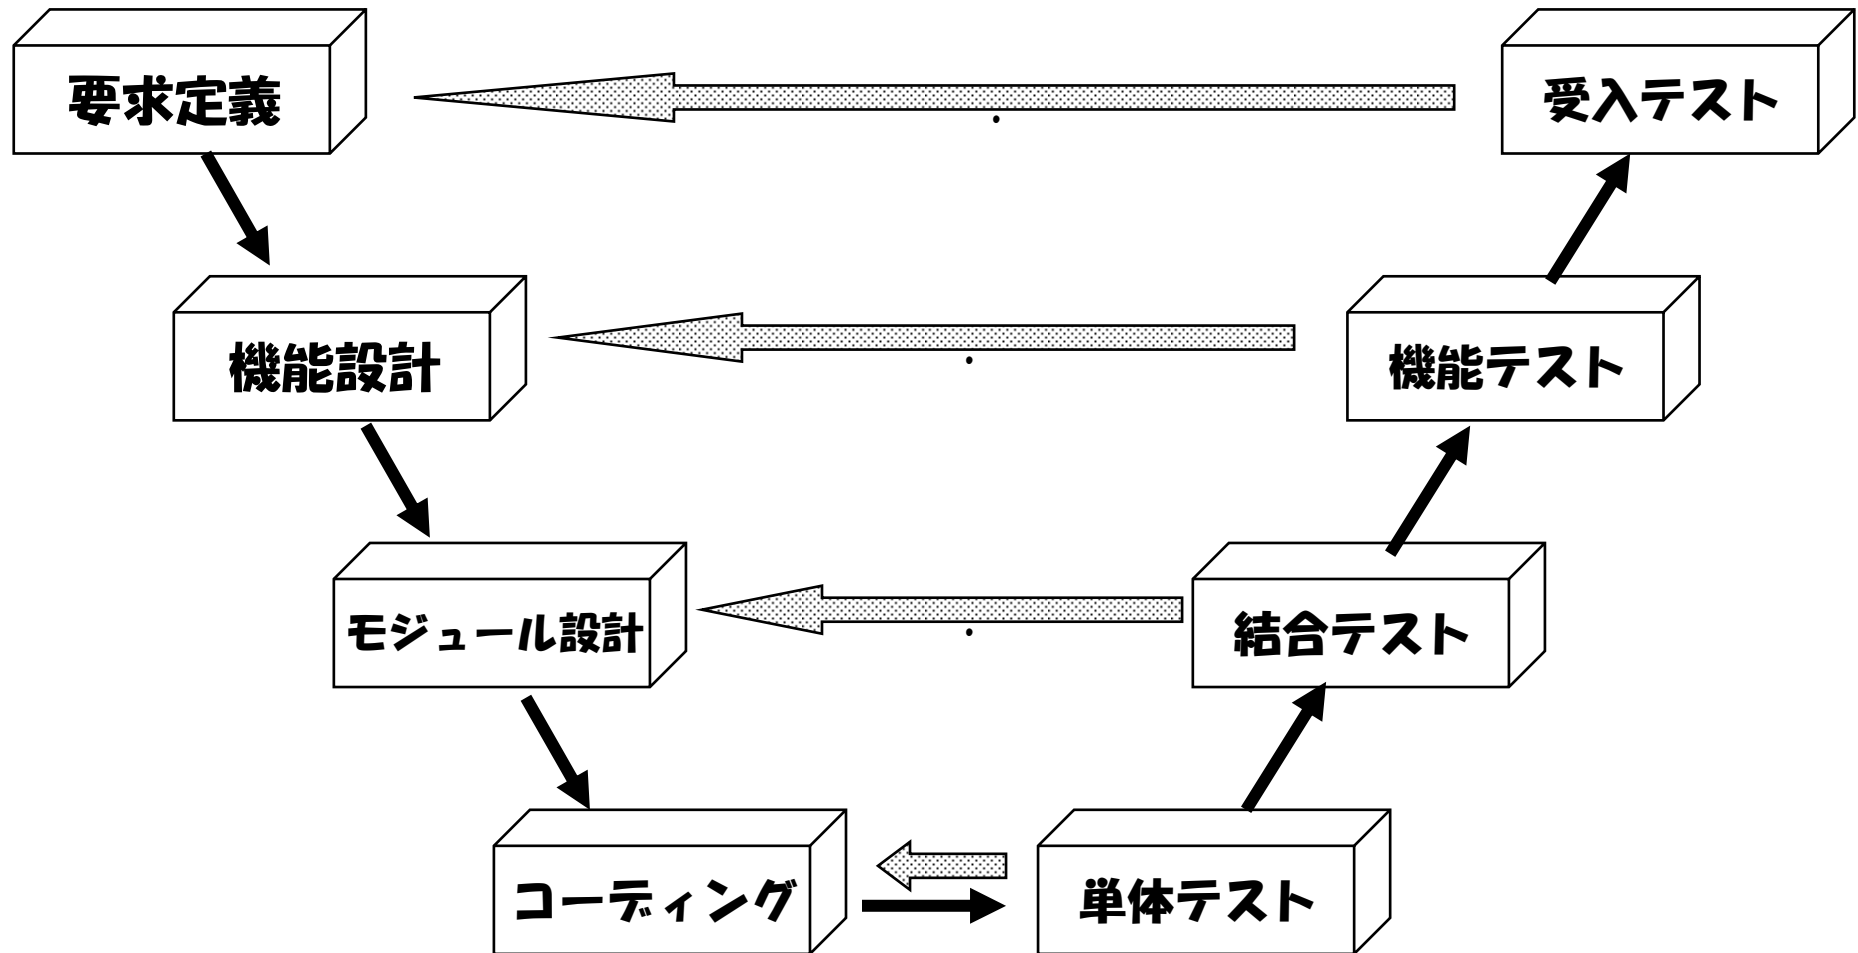 要求定義
受入テスト
機能設計
機能テスト
モジュール設計
結合テスト
コーディング
単体テスト